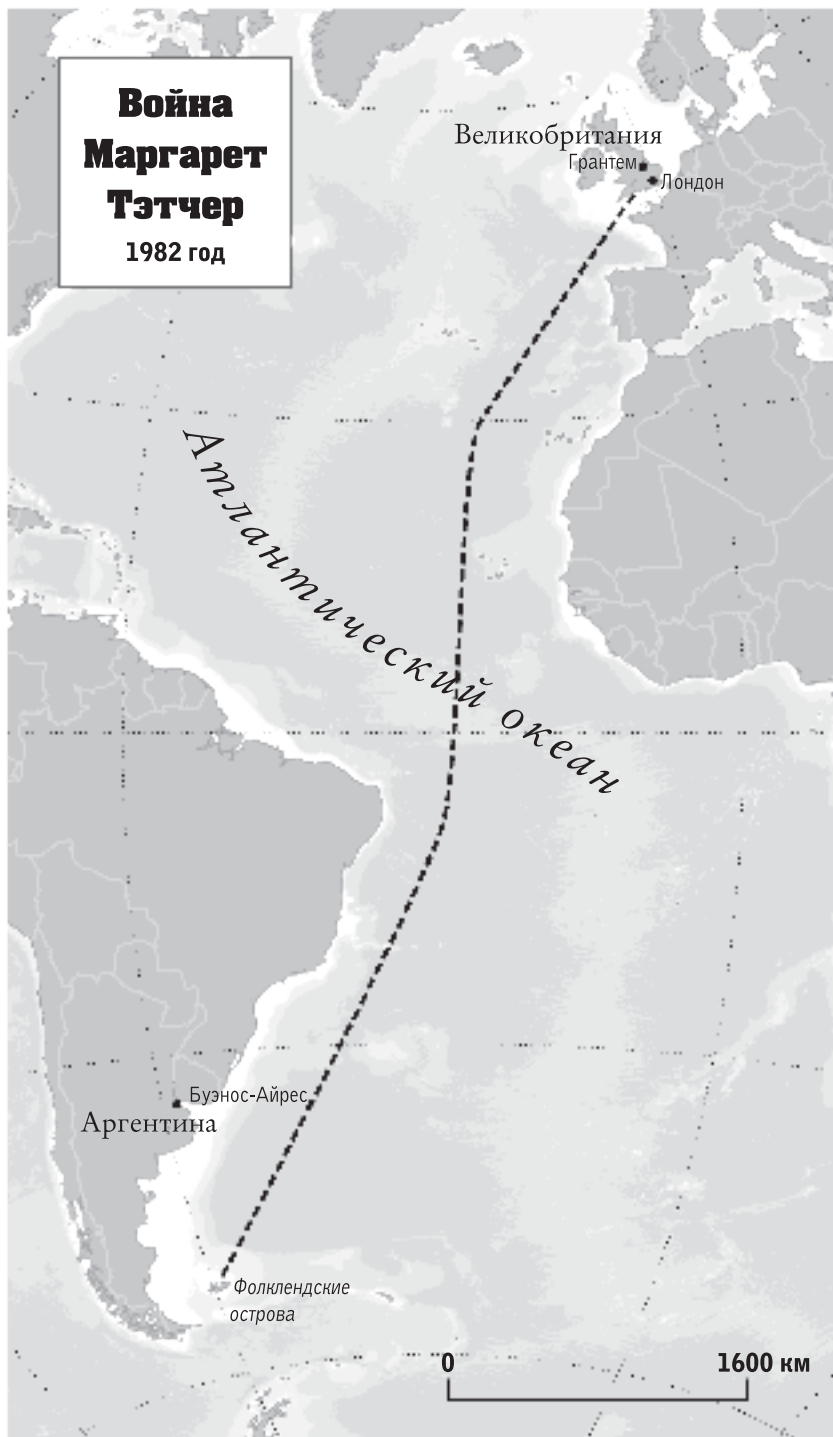 Война
Маргарет
Тэтчер
1982 год
Великобритания
Грантем
Лондон
Атлантический океан
Буэнос-Айрес
Аргентина
Фолклендские
острова
0 1600 км